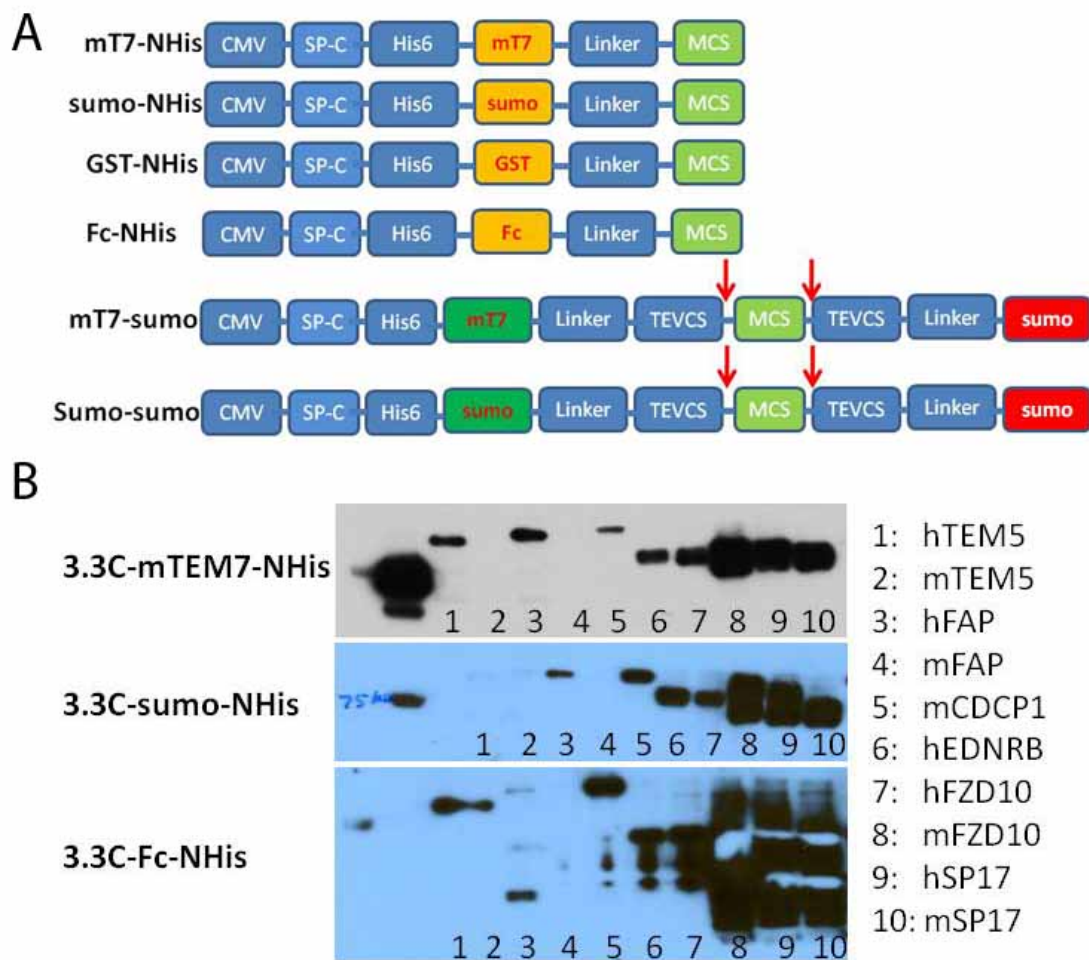 A
mT7-NHis CMV SP-C His6 mT7 Linker MCS
sumo-NHis CMV SP-C His6 sumo Linker MCS
GST-NHis CMV SP-C His6 GST Linker MCS
Fc-NHis CMV SP-C His6 Fc Linker MCS
mT7-sumo CMV SP-C His6 mT7 Linker TEVCS MCS TEVCS Linker sumo
Sumo-sumo CMV SP-C His6 sumo Linker TEVCS MCS TEVCS Linker sumo
B
3.3C-mTEM7-NHis
1 2 3 4 5 6 7 8 9 10
3.3C-sumo-NHis
75
1 2 3 4 5 6 7 8 9 10
3.3C-Fc-NHis
1 2 3 4 5 6 7 8 9 10
1: hTEM5
2: mTEM5
3: hFAP
4: mFAP
5: mCDCP1
6: hEDNRB
7: hFZD10
8: mFZD10
9: hSP17
10: mSP17